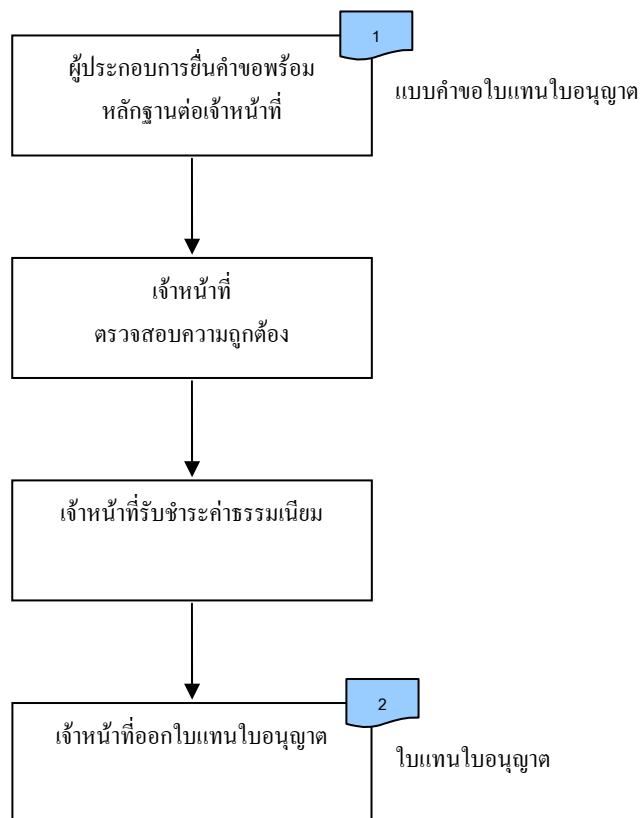 1
ผู้ประกอบการยื่นคำขอพร้อม
หลักฐานต่อเจ้าหน้าที่
แบบคำขอใบแทนใบอนุญาต
เจ้าหน้าที่
ตรวจสอบความถูกต้อง
เจ้าหน้าที่รับชำระค่าธรรมเนียม
2
เจ้าหน้าที่ออกใบแทนใบอนุญาต
ใบแทนใบอนุญาต